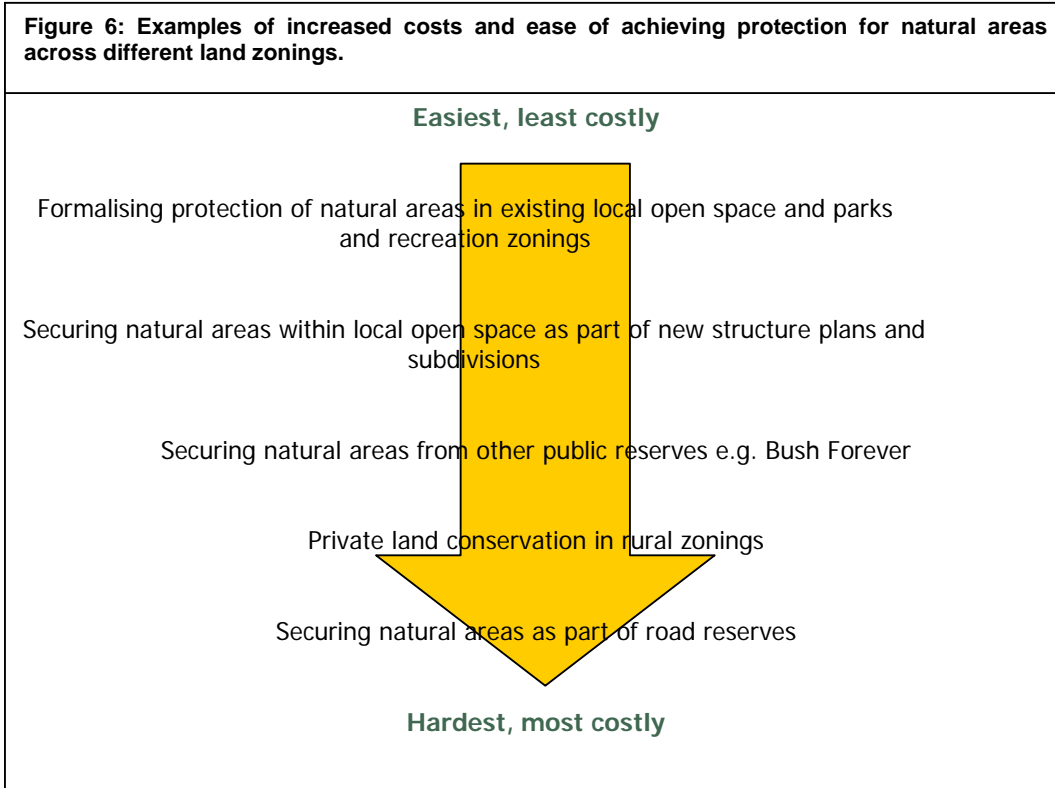 Figure 6: Examples of increased costs and ease of achieving protection for natural areas
across different land zonings.
Easiest, least costly
Formalising protection of natural areas in existing local open space and parks
and recreation zonings
Securing natural areas within local open space as part of new structure plans and
subdivisions
Securing natural areas from other public reserves e.g. Bush Forever
Private land conservation in rural zonings
Securing natural areas as part of road reserves
Hardest, most costly